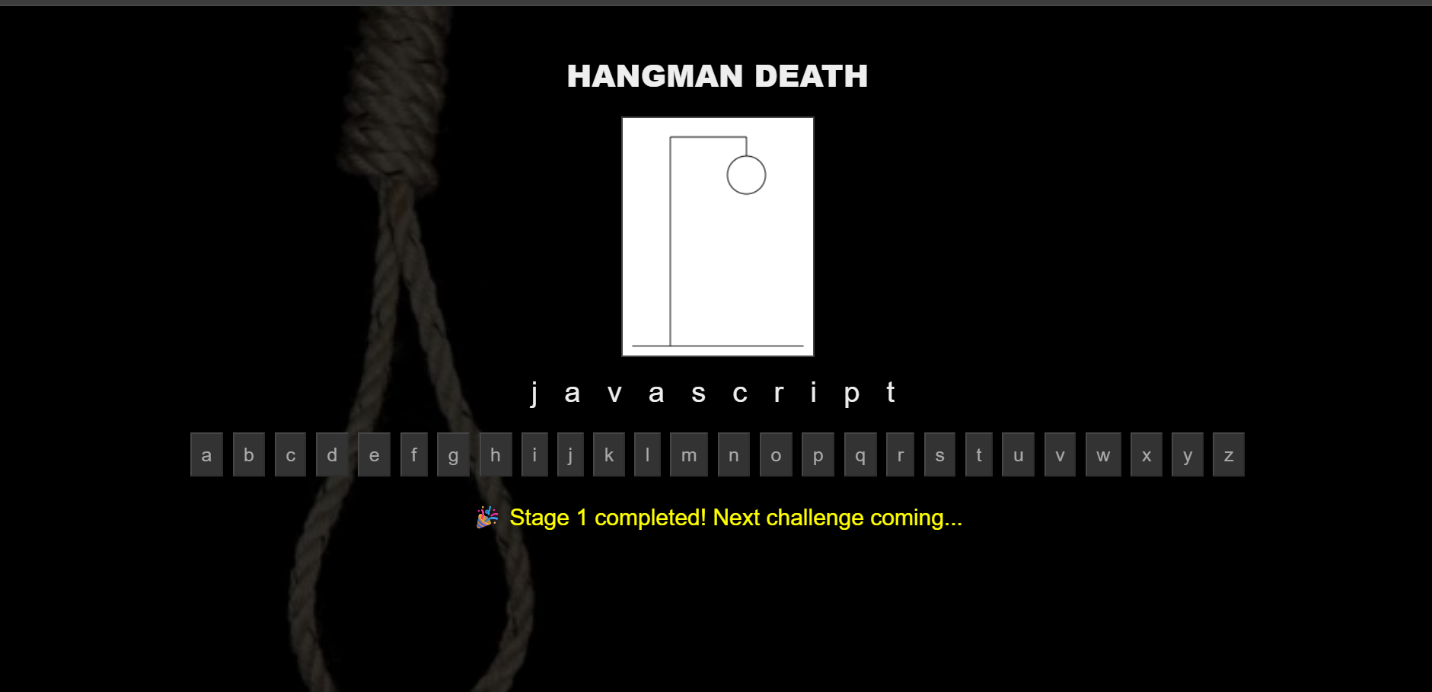 HANGMAN DEATH
j a v a s c r i p t
a b c d e f g h i j k l m n o p q r s t u v w x y z
🎉 Stage 1 completed! Next challenge coming...